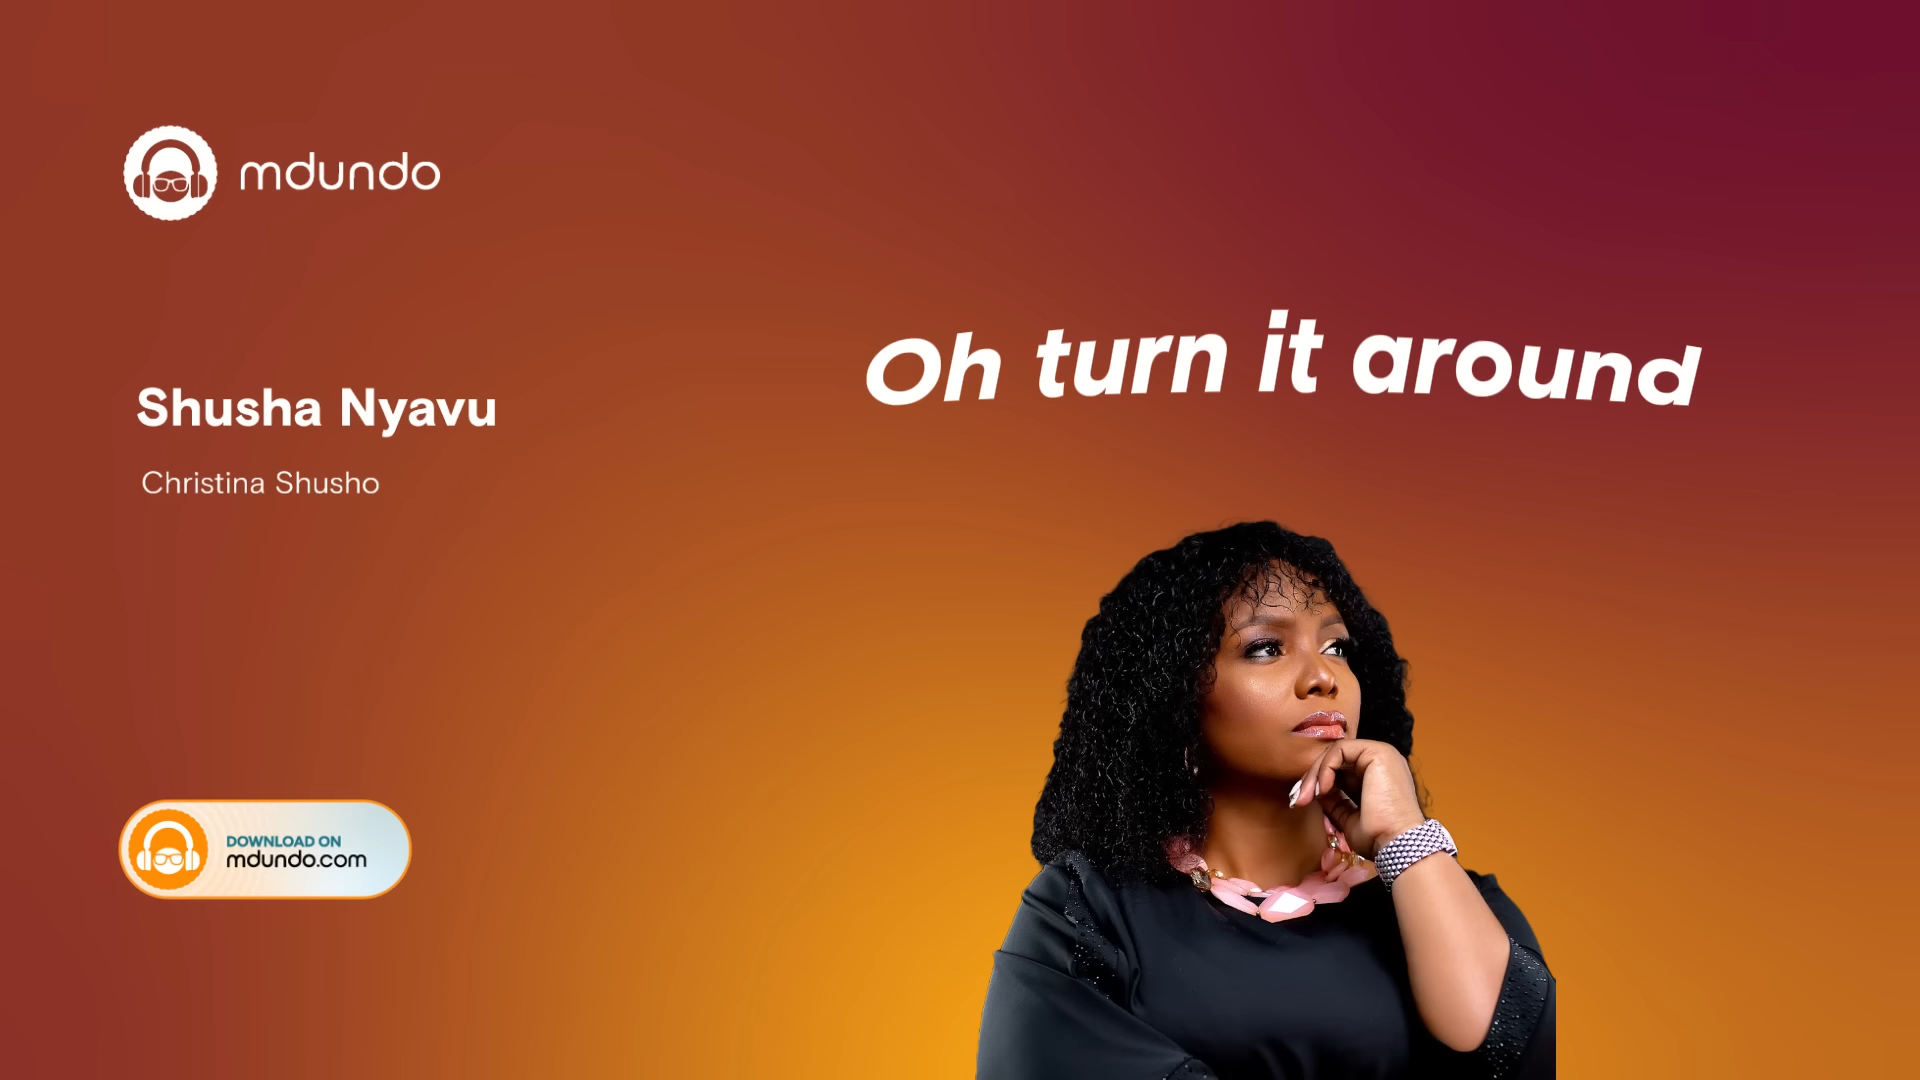 mdundo
Oh turn it around
Shusha Nyavu
Christina Shusho
DOWNLOAD ON
mdundo.com